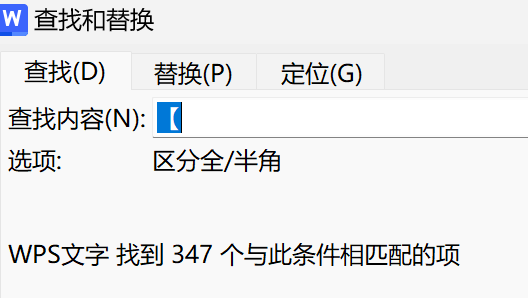 W 查找和替换
查找(D) 替换(P) 定位(G)
查找内容(N): 【
选项: 区分全/半角
WPS文字 找到 347 个与此条件相匹配的项